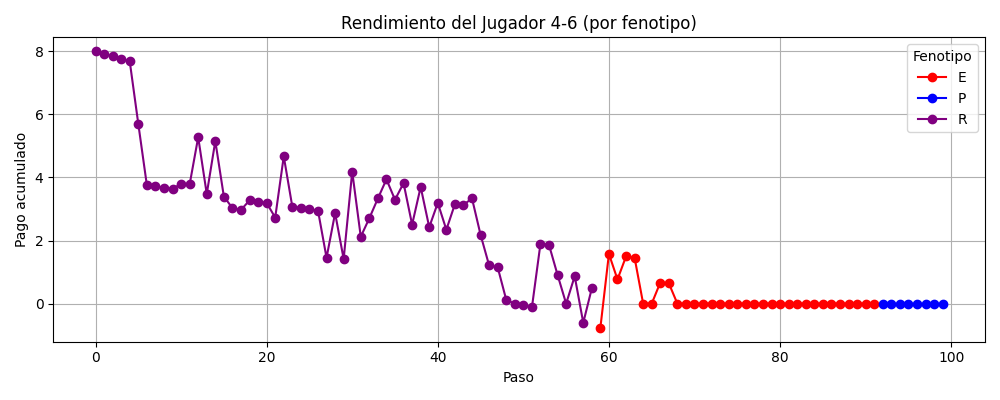 Rendimiento del Jugador 4-6 (por fenotipo)
Pago acumulado
8
6
4
2
0
0
20
40
60
80
100
Paso
Fenotipo
E
P
R